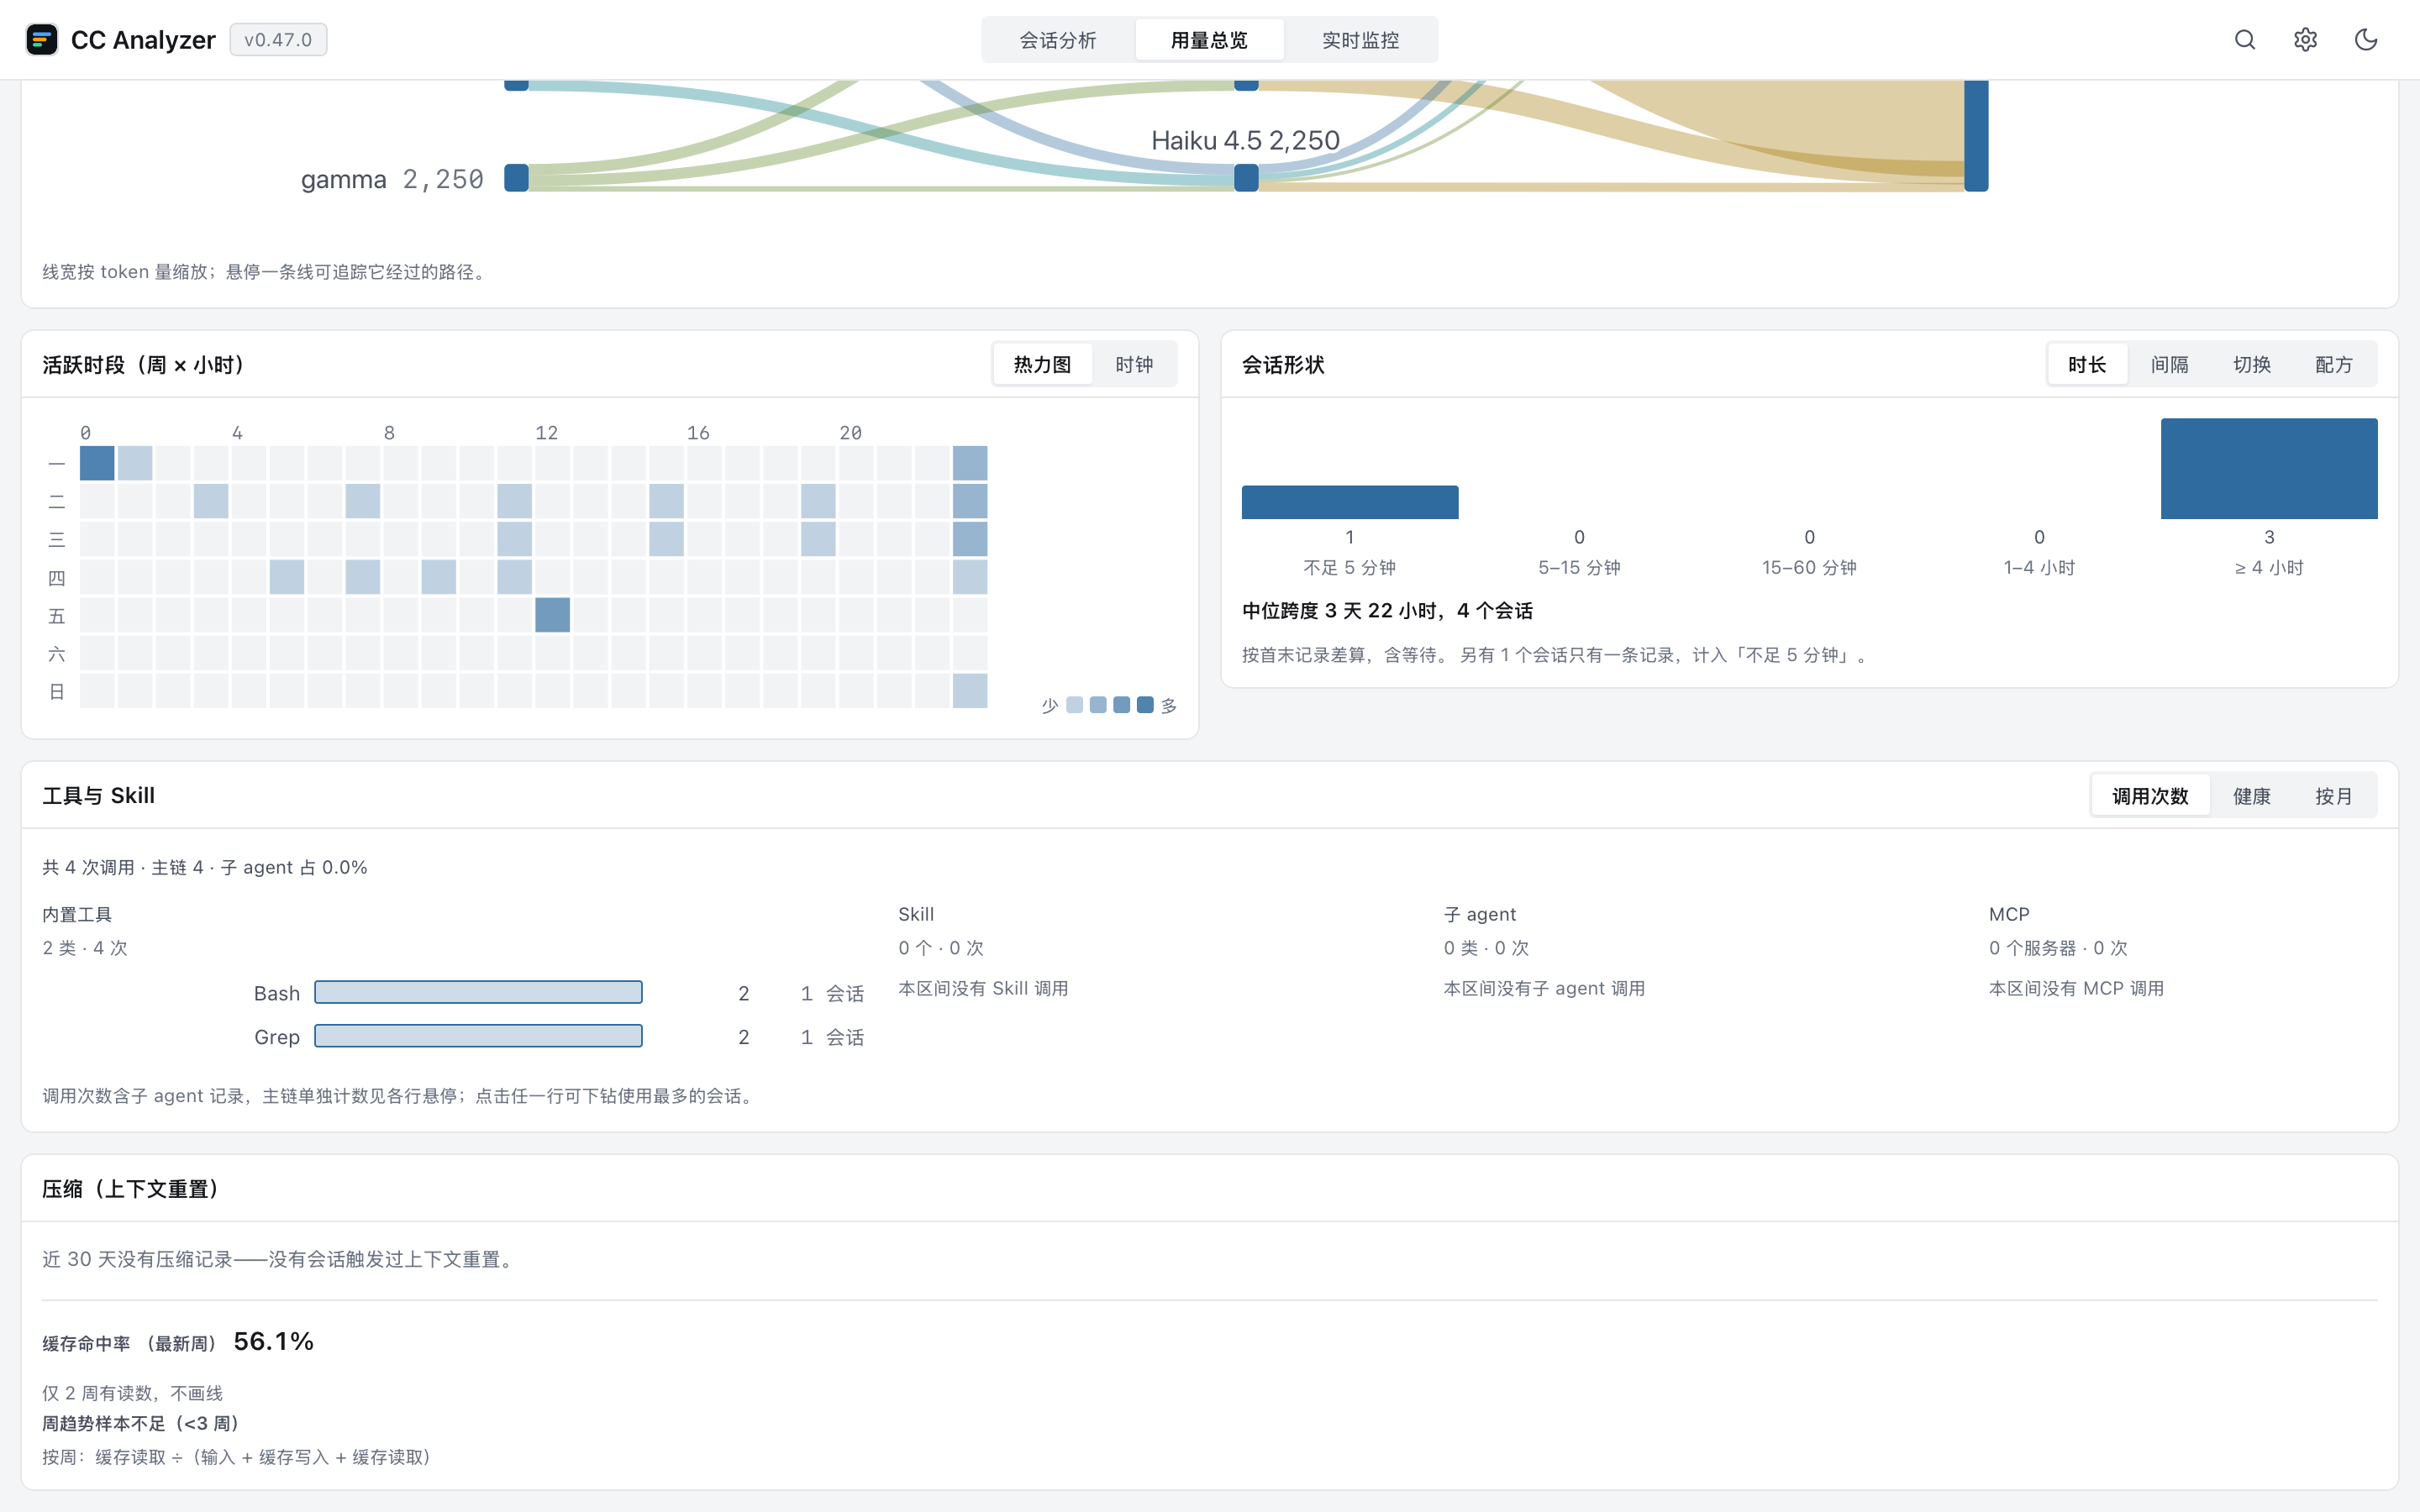 CC Analyzer v0.47.0
会话分析 用量总览 实时监控
Haiku 4.5 2,250
gamma 2,250
线宽按 token 量缩放；悬停一条线可追踪它经过的路径。
活跃时段（周 × 小时）
热力图 时钟
0 4 8 12 16 20
一
二
三
四
五
六
日
少 多
会话形状
时长 间隔 切换 配方
1 0 0 0 3
不足 5 分钟 5–15 分钟 15–60 分钟 1–4 小时 ≥ 4 小时
中位跨度 3 天 22 小时，4 个会话
按首末记录差算，含等待。 另有 1 个会话只有一条记录，计入「不足 5 分钟」。
工具与 Skill
调用次数 健康 按月
共 4 次调用 · 主链 4 · 子 agent 占 0.0%
内置工具
2 类 · 4 次
Bash 2 1 会话
Grep 2 1 会话
Skill
0 个 · 0 次
本区间没有 Skill 调用
子 agent
0 类 · 0 次
本区间没有子 agent 调用
MCP
0 个服务器 · 0 次
本区间没有 MCP 调用
调用次数含子 agent 记录，主链单独计数见各行悬停；点击任一行可下钻使用最多的会话。
压缩（上下文重置）
近 30 天没有压缩记录——没有会话触发过上下文重置。
缓存命中率 （最新周） 56.1%
仅 2 周有读数，不画线
周趋势样本不足（<3 周）
按周：缓存读取 ÷（输入 + 缓存写入 + 缓存读取）